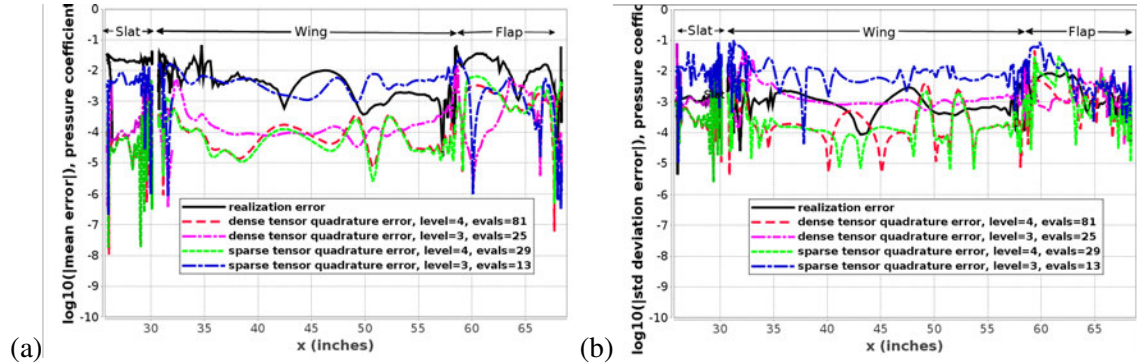 log10(|mean error|), pressure coefficient
0
-1
-2
-3
-4
-5
-6
-7
-8
-9
-10
Slat
Wing
Flap
realization error
dense tensor quadrature error, level=4, evals=81
dense tensor quadrature error, level=3, evals=25
sparse tensor quadrature error, level=4, evals=29
sparse tensor quadrature error, level=3, evals=13
30 35 40 45 50 55 60 65
x (inches)
(a)
log10(|std deviation error|), pressure coefficient
0
-1
-2
-3
-4
-5
-6
-7
-8
-9
-10
Slat
Wing
Flap
Slat
realization error
dense tensor quadrature error, level=4, evals=81
dense tensor quadrature error, level=3, evals=25
sparse tensor quadrature error, level=4, evals=29
sparse tensor quadrature error, level=3, evals=13
30 35 40 45 50 55 60 65
x (inches)
(b)